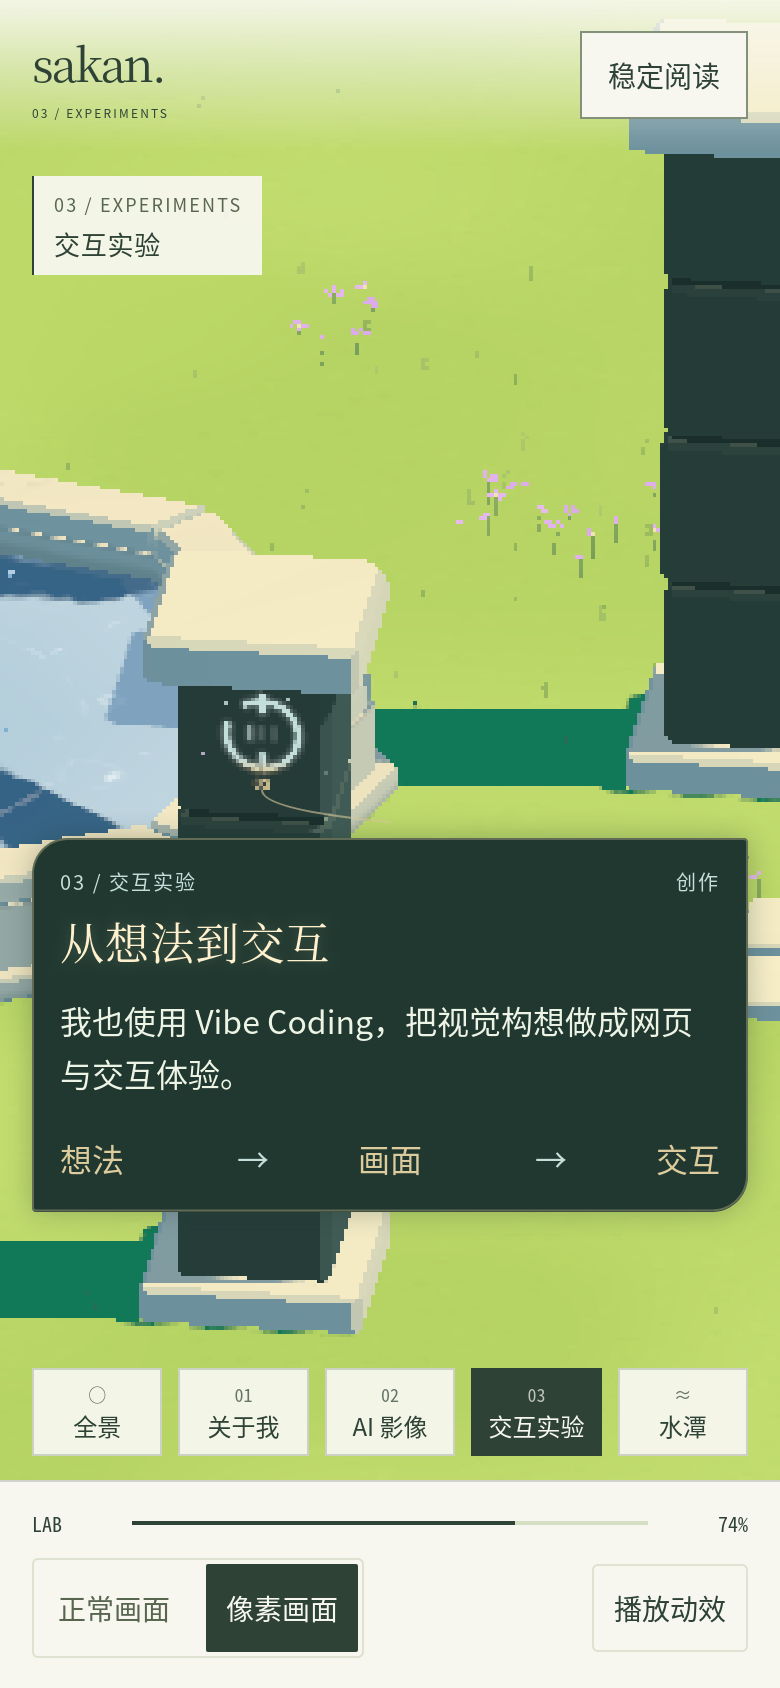 sakan.
03 / EXPERIMENTS
稳定阅读
03 / EXPERIMENTS
交互实验
03 / 交互实验
创作
从想法到交互
我也使用 Vibe Coding，把视觉构想做成网页
与交互体验。
想法 → 画面 → 交互
○
全景
01
关于我
02
AI 影像
03
交互实验
≈
水潭
LAB
74%
正常画面
像素画面
播放动效